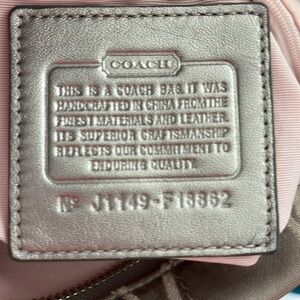 COACH
THIS IS A COACH BAG. IT WAS
HANDCRAFTED IN CHINA FROM THE
FINEST MATERIALS AND LEATHER.
ITS SUPERIOR CRAFTSMANSHIP
REFLECTS OUR COMMITMENT TO
ENDURING QUALITY.
Nº J1149-F18862